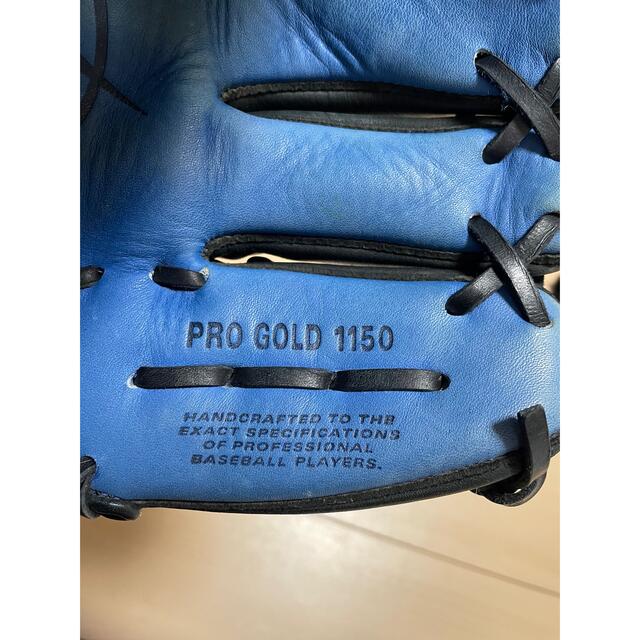 PRO GOLD 1150
HANDCRAFTED TO THE
EXACT SPECIFICATIONS
OF PROFESSIONAL
BASEBALL PLAYERS.